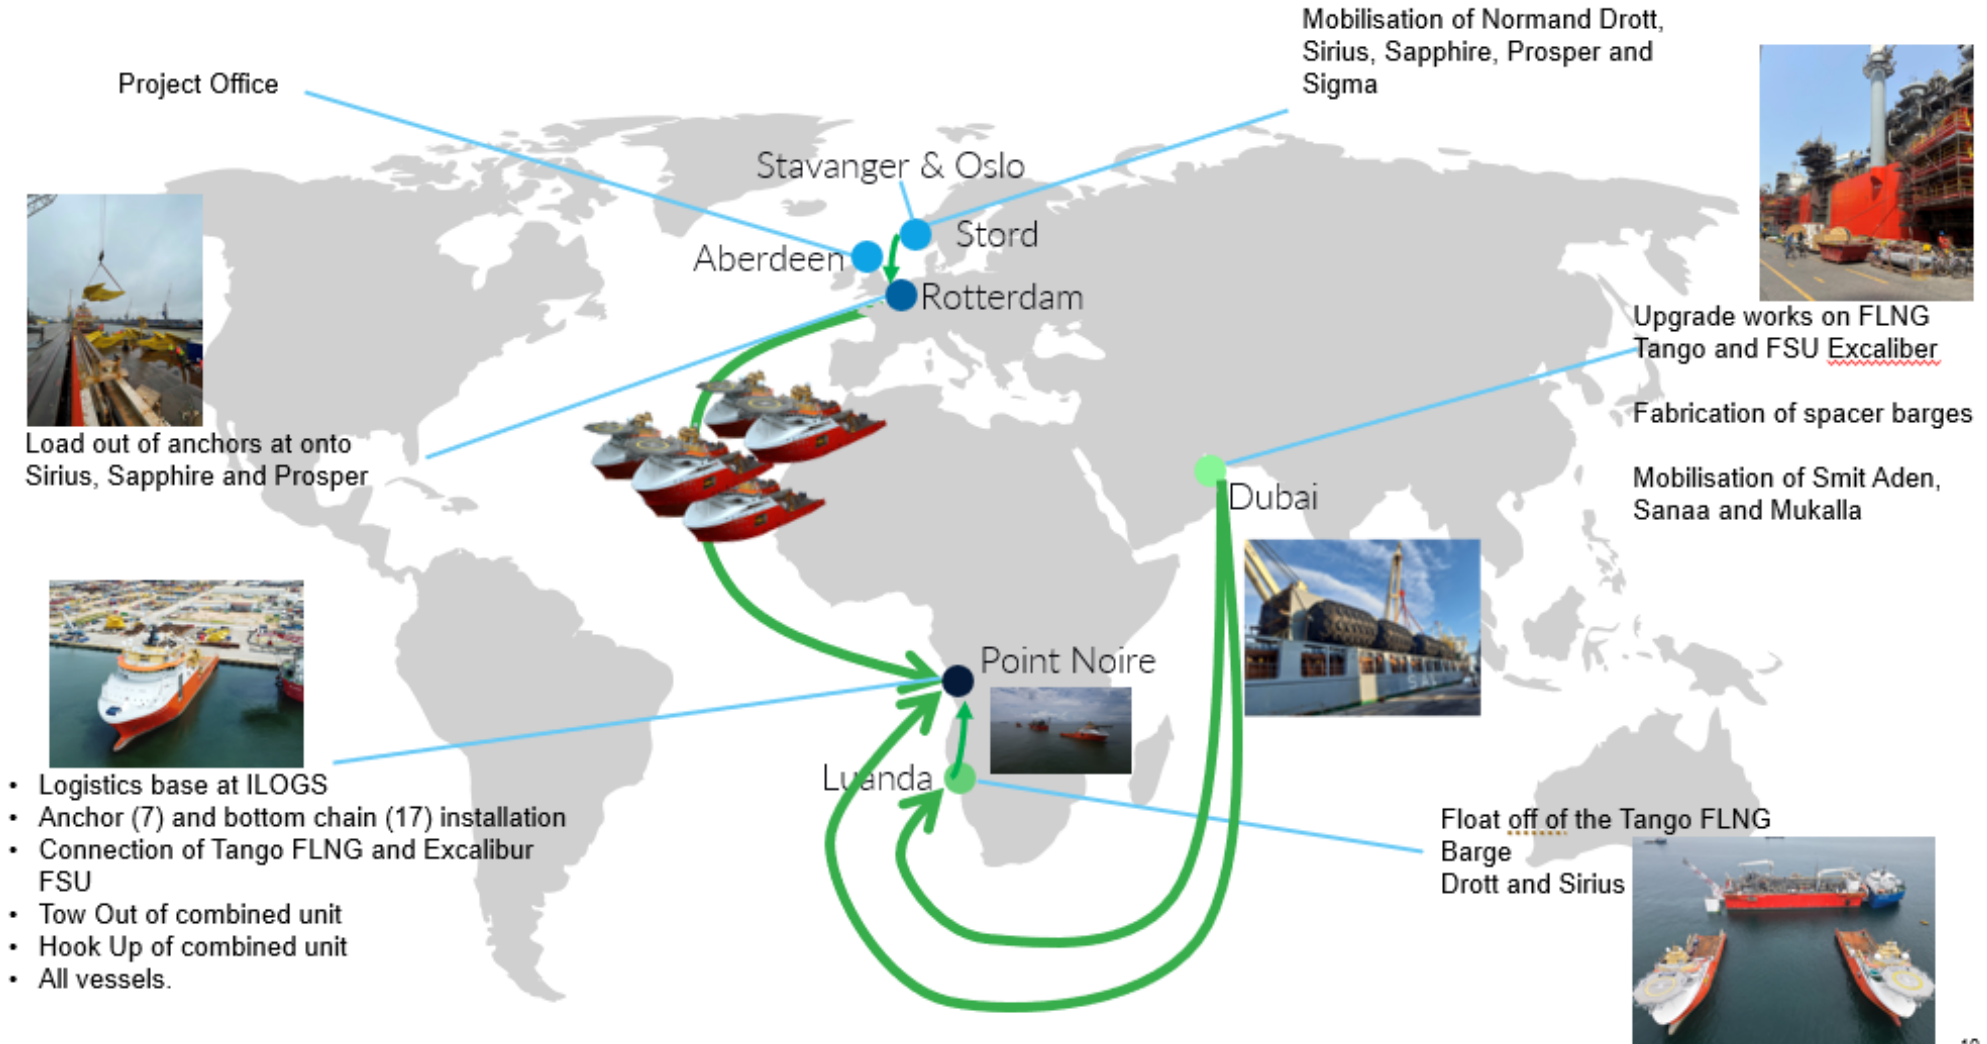 Mobilisation of Normand Drott,
Sirius, Sapphire, Prosper and
Sigma
Project Office
Stavanger & Oslo
Stord
Aberdeen
Rotterdam
Upgrade works on FLNG
Tango and FSU Excaliber
Fabrication of spacer barges
Mobilisation of Smit Aden,
Sanaa and Mukalla
Load out of anchors at onto
Sirius, Sapphire and Prosper
Dubai
Point Noire
SAL
Luanda
• Logistics base at ILOGS
• Anchor (7) and bottom chain (17) installation
• Connection of Tango FLNG and Excalibur
FSU
• Tow Out of combined unit
• Hook Up of combined unit
• All vessels.
Float off of the Tango FLNG
Barge
Drott and Sirius